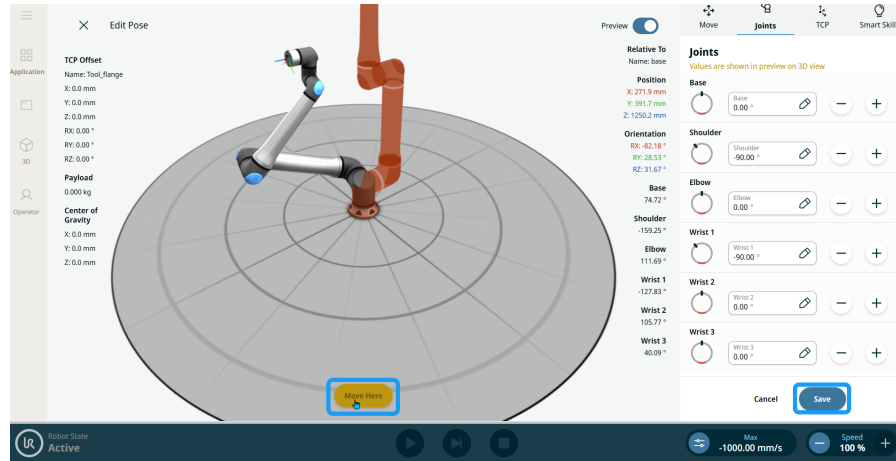 Edit Pose
Preview
Move
Joints
TCP
Smart Skill
Application
3D
Operator
TCP Offset
Name: Tool_flange
X: 0.0 mm
Y: 0.0 mm
Z: 0.0 mm
RX: 0.00 °
RY: 0.00 °
RZ: 0.00 °
Payload
0.000 kg
Center of
Gravity
X: 0.0 mm
Y: 0.0 mm
Z: 0.0 mm
Relative To
Name: base
Position
X: 271.9 mm
Y: 391.7 mm
Z: 1250.2 mm
Orientation
RX: -82.18 °
RY: 28.53 °
RZ: 31.67 °
Base
74.72 °
Shoulder
-159.25 °
Elbow
111.69 °
Wrist 1
-127.83 °
Wrist 2
105.77 °
Wrist 3
40.09 °
Move Here
Joints
Values are shown in preview on 3D view
Base
Base
0.00 °
Shoulder
Shoulder
-90.00 °
Elbow
Elbow
0.00 °
Wrist 1
Wrist 1
-90.00 °
Wrist 2
Wrist 2
0.00 °
Wrist 3
Wrist 3
0.00 °
Cancel
Save
UR
Robot State
Active
Max
-1000.00 mm/s
Speed
100 %